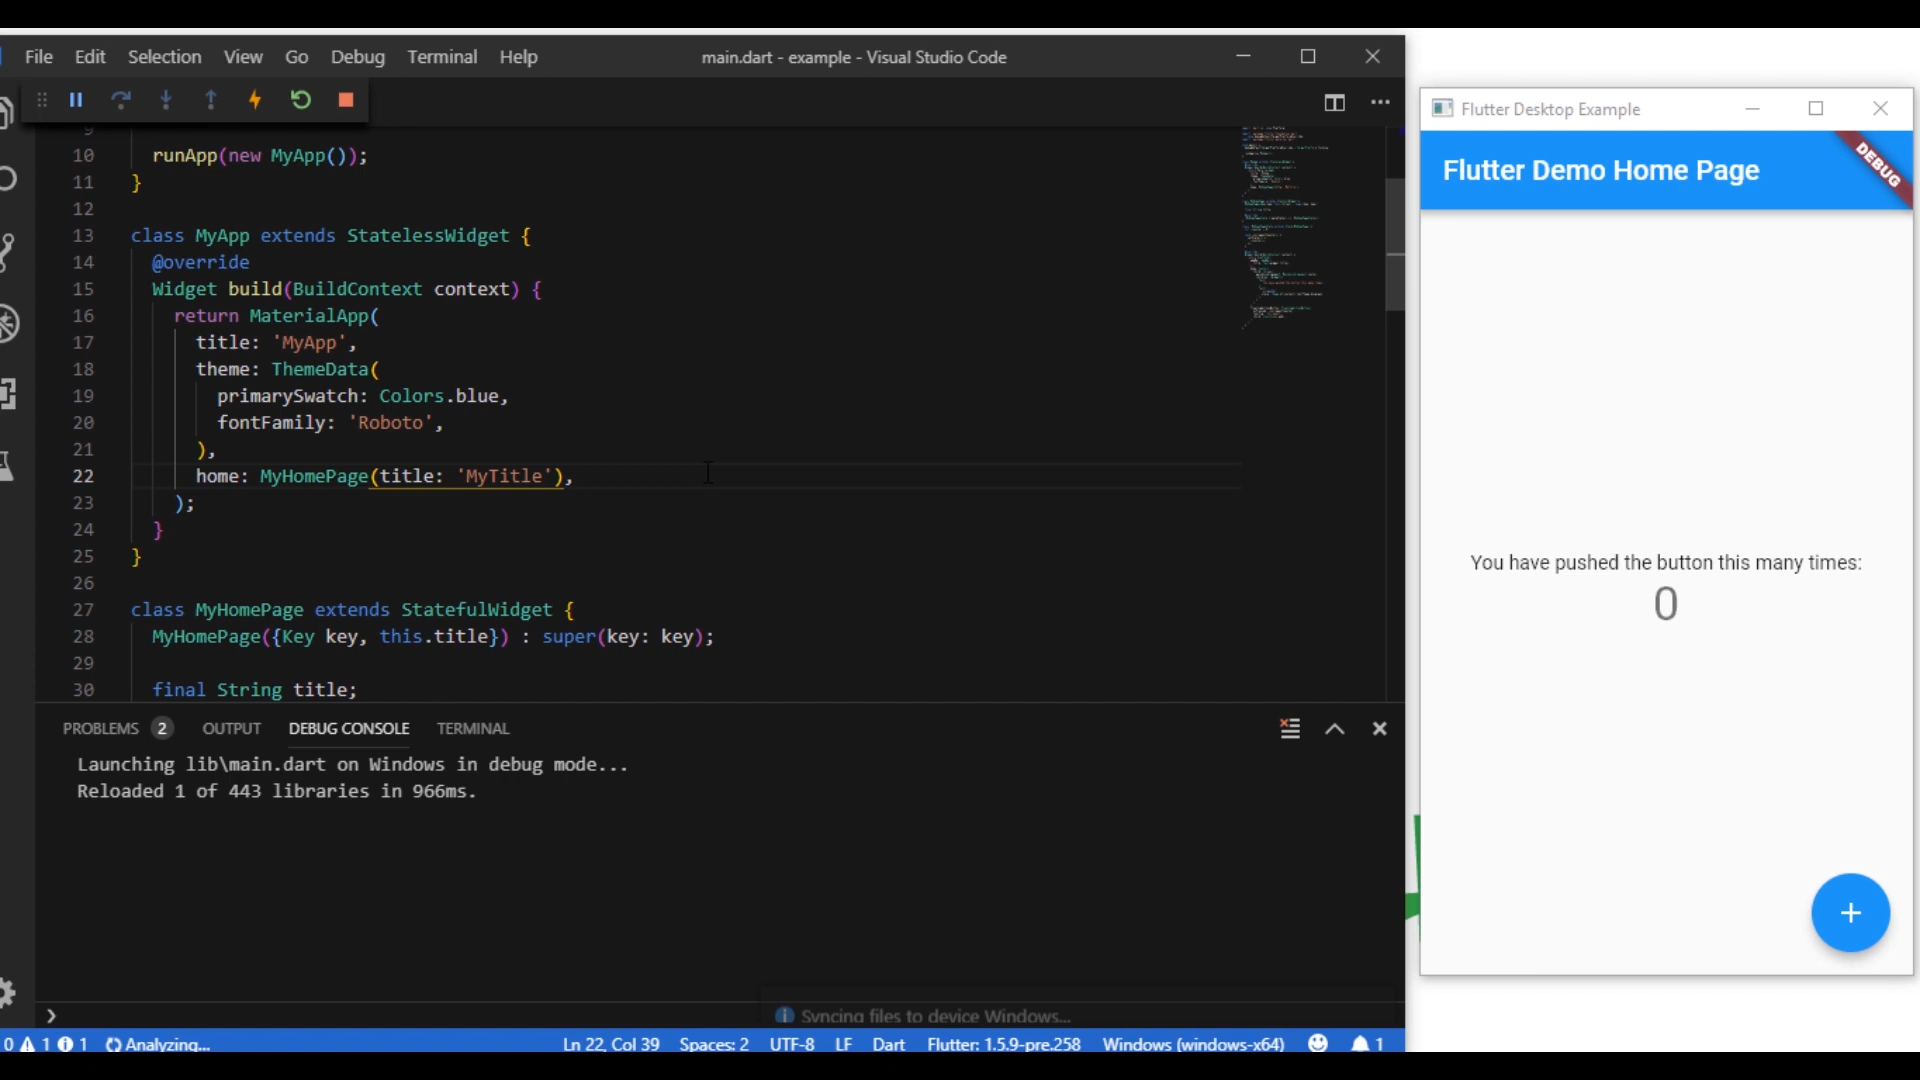 File Edit Selection View Go Debug Terminal Help
main.dart - example - Visual Studio Code
9
10 runApp(new MyApp());
11 }
12
13 class MyApp extends StatelessWidget {
14 @override
15 Widget build(BuildContext context) {
16 return MaterialApp(
17 title: 'MyApp',
18 theme: ThemeData(
19 primarySwatch: Colors.blue,
20 fontFamily: 'Roboto',
21 ),
22 home: MyHomePage(title: 'MyTitle'),
23 );
24 }
25 }
26
27 class MyHomePage extends StatefulWidget {
28 MyHomePage({Key key, this.title}) : super(key: key);
29
30 final String title;
PROBLEMS 2 OUTPUT DEBUG CONSOLE TERMINAL
Launching lib\main.dart on Windows in debug mode...
Reloaded 1 of 443 libraries in 966ms.
Syncing files to device Windows...
0 1 1 Analyzing... Ln 22, Col 39 Spaces: 2 UTF-8 LF Dart Flutter: 1.5.9-pre.258 Windows (windows-x64) 1
Flutter Desktop Example
Flutter Demo Home Page
DEBUG
You have pushed the button this many times:
0
+